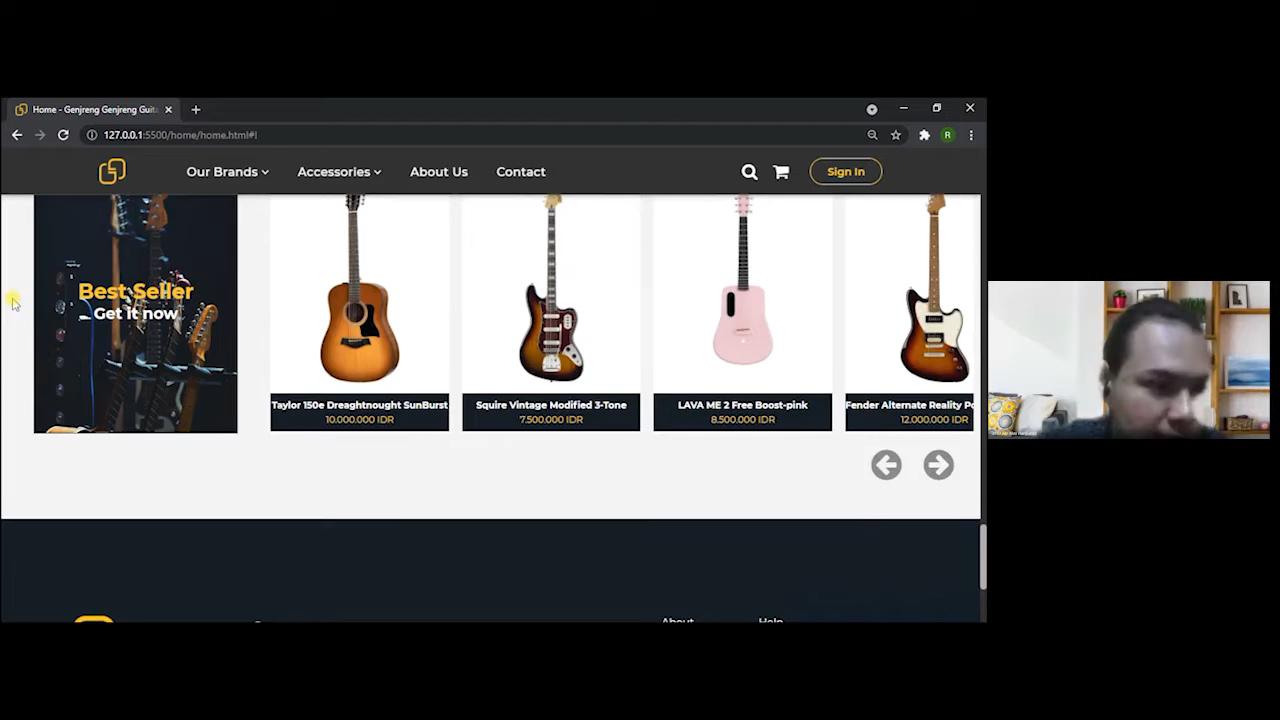 Home - Genjreng Genjreng Guita
127.0.0.1:5500/home/home.html#!
R
Our Brands
Accessories
About Us
Contact
Sign In
Best Seller
Get it now
Taylor 150e Dreaghtnought SunBurst
10.000.000 IDR
Squire Vintage Modified 3-Tone
7.500.000 IDR
LAVA ME 2 Free Boost-pink
8.500.000 IDR
Fender Alternate Reality Po
12.000.000 IDR
About
Help